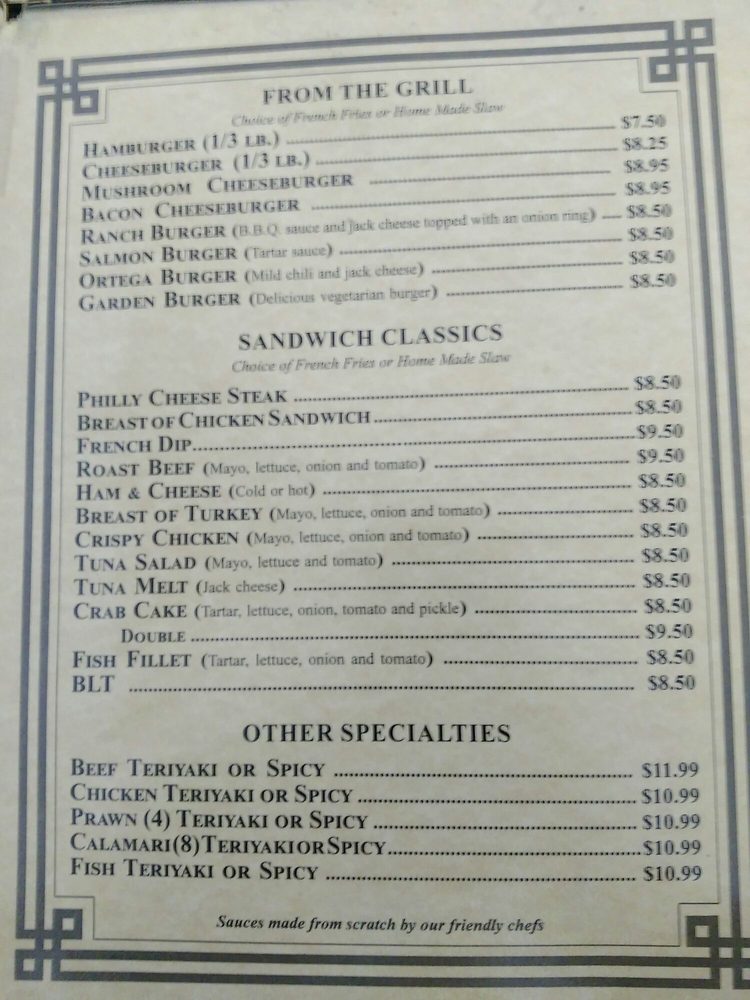 FROM THE GRILL
Choice of French Fries or Home Made Slaw
HAMBURGER (1/3 LB.) $7.50
CHEESEBURGER (1/3 LB.) $8.25
MUSHROOM CHEESEBURGER $8.95
BACON CHEESEBURGER $8.95
RANCH BURGER (B.B.Q. sauce and jack cheese topped with an onion ring) $8.50
SALMON BURGER (Tartar sauce) $8.50
ORTEGA BURGER (Mild chili and jack cheese) $8.50
GARDEN BURGER (Delicious vegetarian burger) $8.50
SANDWICH CLASSICS
Choice of French Fries or Home Made Slaw
PHILLY CHEESE STEAK $8.50
BREAST OF CHICKEN SANDWICH $8.50
FRENCH DIP $9.50
ROAST BEEF (Mayo, lettuce, onion and tomato) $9.50
HAM & CHEESE (Cold or hot) $8.50
BREAST OF TURKEY (Mayo, lettuce, onion and tomato) $8.50
CRISPY CHICKEN (Mayo, lettuce, onion and tomato) $8.50
TUNA SALAD (Mayo, lettuce and tomato) $8.50
TUNA MELT (Jack cheese) $8.50
CRAB CAKE (Tartar, lettuce, onion, tomato and pickle) $8.50
DOUBLE $9.50
FISH FILLET (Tartar, lettuce, onion and tomato) $8.50
BLT $8.50
OTHER SPECIALTIES
BEEF TERIYAKI OR SPICY $11.99
CHICKEN TERIYAKI OR SPICY $10.99
PRAWN (4) TERIYAKI OR SPICY $10.99
CALAMARI (8) TERIYAKI OR SPICY $10.99
FISH TERIYAKI OR SPICY $10.99
Sauces made from scratch by our friendly chefs